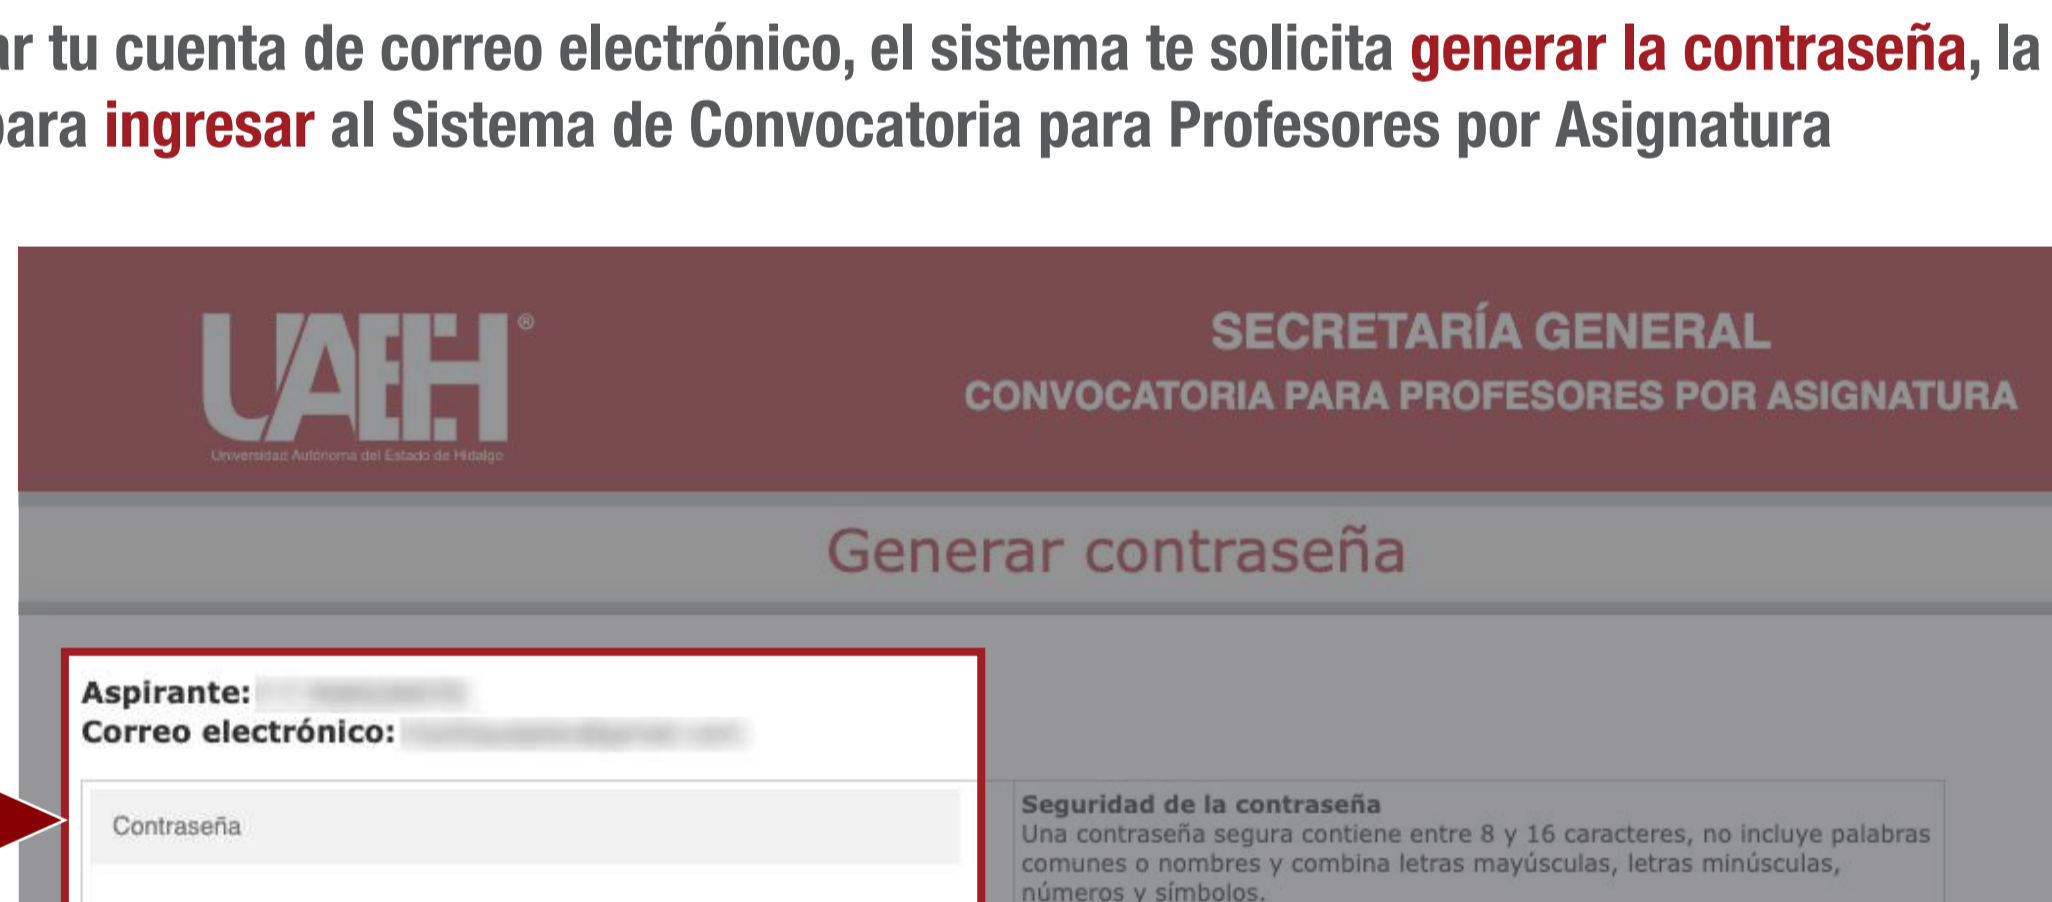 ar tu cuenta de correo electrónico, el sistema te solicita generar la contraseña, la
para ingresar al Sistema de Convocatoria para Profesores por Asignatura
UAEH®
Universidad Autónoma del Estado de Hidalgo
SECRETARÍA GENERAL
CONVOCATORIA PARA PROFESORES POR ASIGNATURA
Generar contraseña
Aspirante:
Correo electrónico:
Contraseña
Seguridad de la contraseña
Una contraseña segura contiene entre 8 y 16 caracteres, no incluye palabras
comunes o nombres y combina letras mayúsculas, letras minúsculas,
números y símbolos.